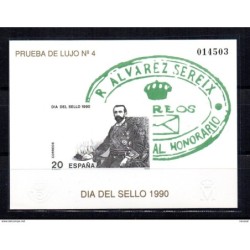 PRUEBA DE LUJO Nº 4
014503
R. ALVAREZ SEREIX
DIA DEL SELLO 1990
CORREOS
AL HONORARIO
20
ESPAÑA
DIA DEL SELLO 1990